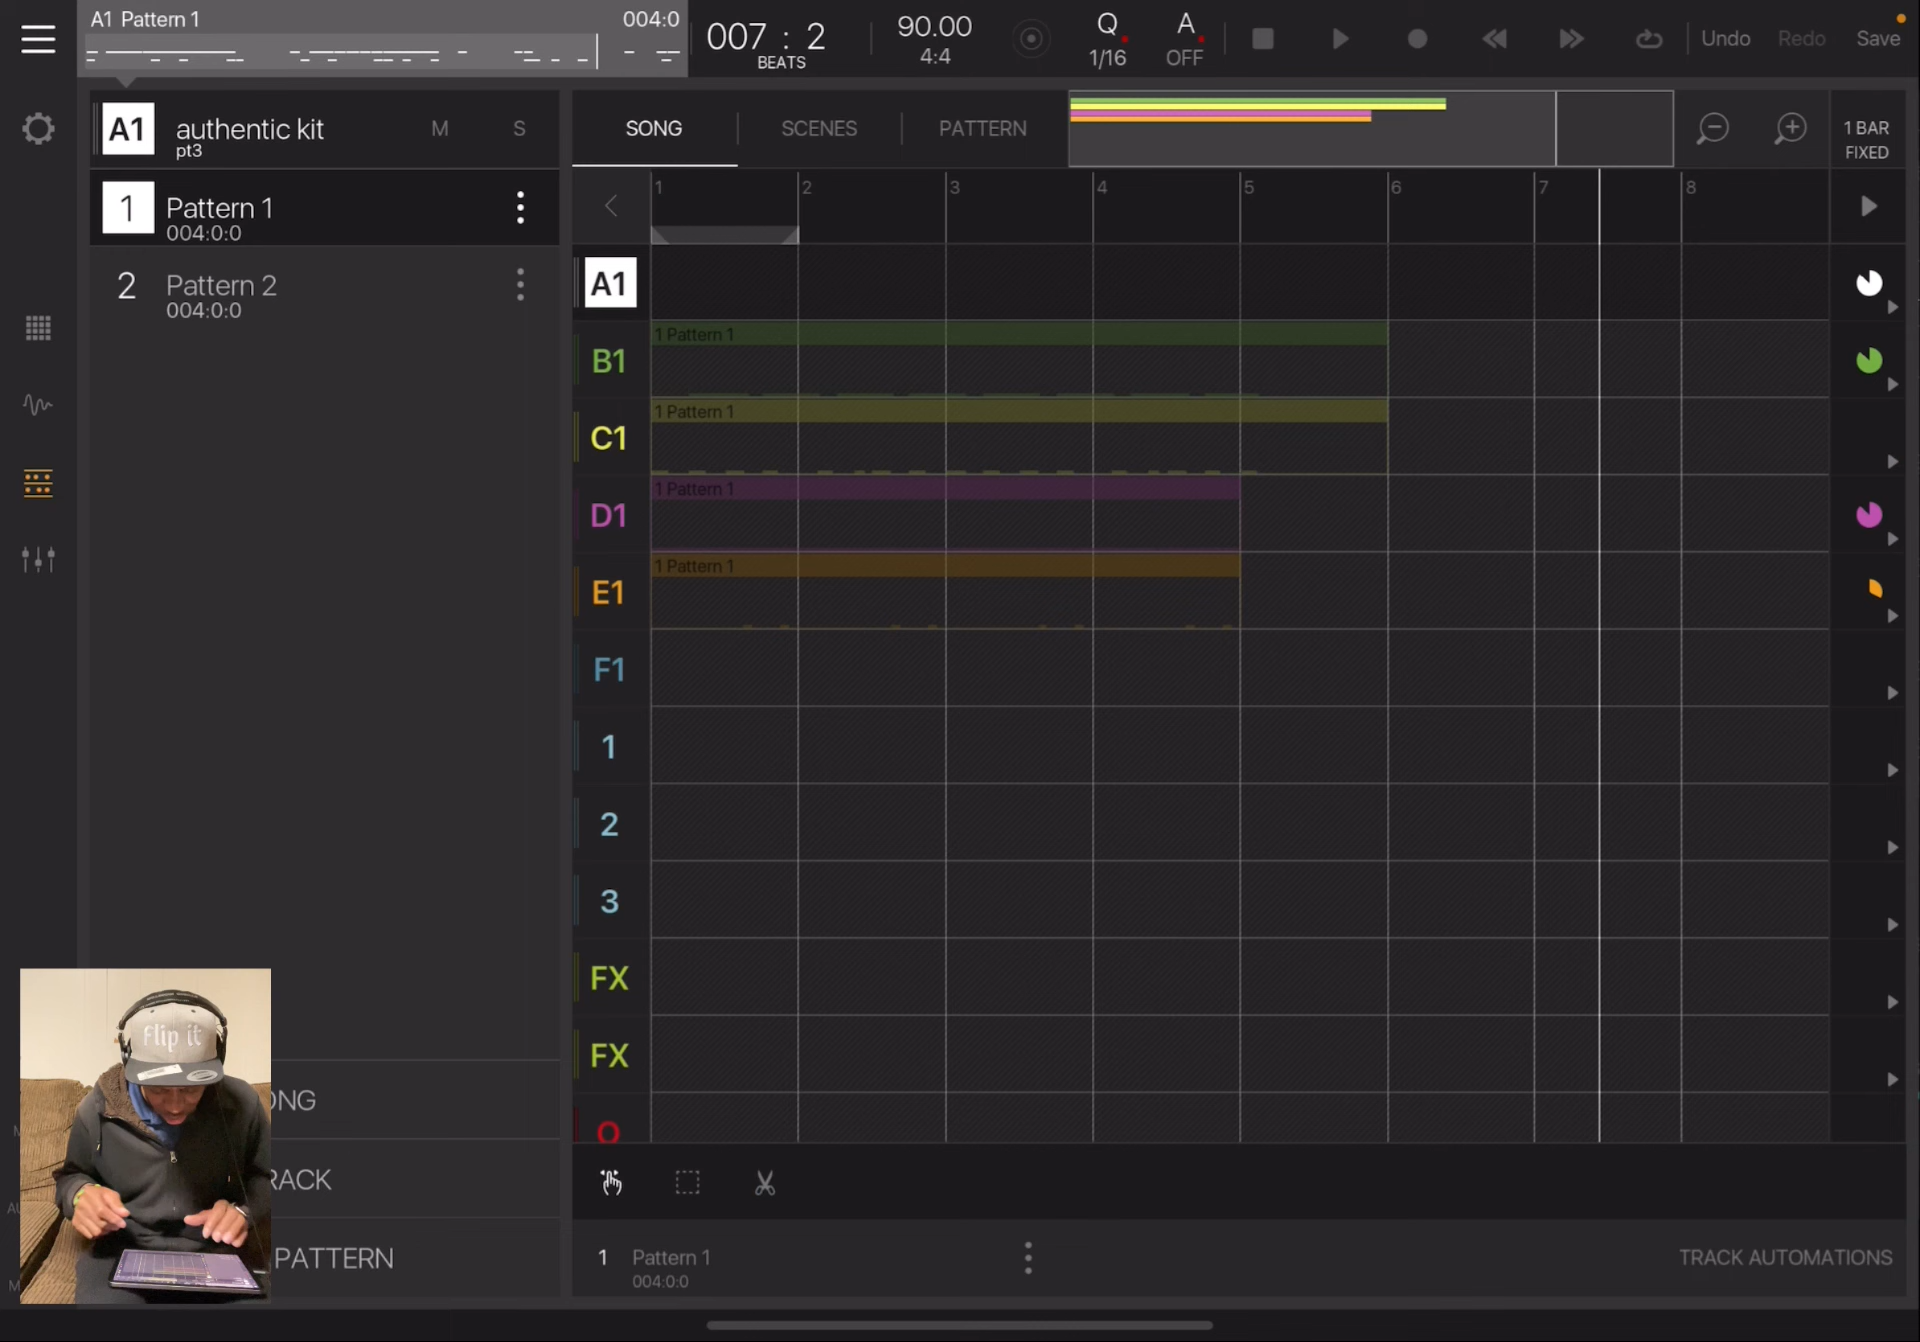 A1 Pattern 1 004:0
007 : 2
BEATS
90.00
4:4
Q
1/16
A
OFF
Undo Redo Save
A1 authentic kit M S
pt3
1 Pattern 1
004:0:0
2 Pattern 2
004:0:0
SONG SCENES PATTERN
1 BAR
FIXED
1 2 3 4 5 6 7 8
A1
B1 1 Pattern 1
C1 1 Pattern 1
D1 1 Pattern 1
E1 1 Pattern 1
F1
1
2
3
FX
FX
O
flip it
PATTERN
1 Pattern 1
004:0:0
TRACK AUTOMATIONS